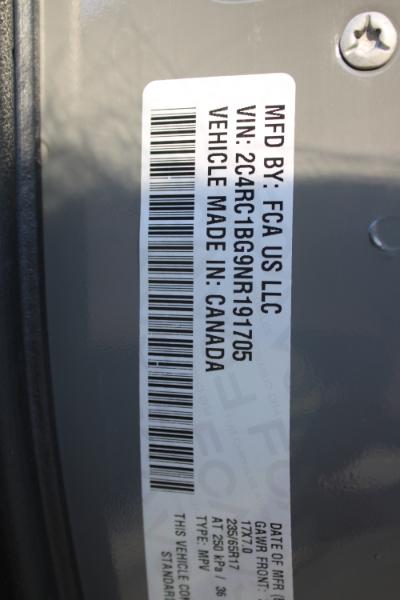 MFD BY: FCA US LLC
VIN: 2C4RC1BG9NR191705
VEHICLE MADE IN: CANADA
DATE OF MFR
GAWR FRONT:
17X7.0
235/65R17
AT 250 kPa / 36
TYPE: MPV
THIS VEHICLE
STANDAR